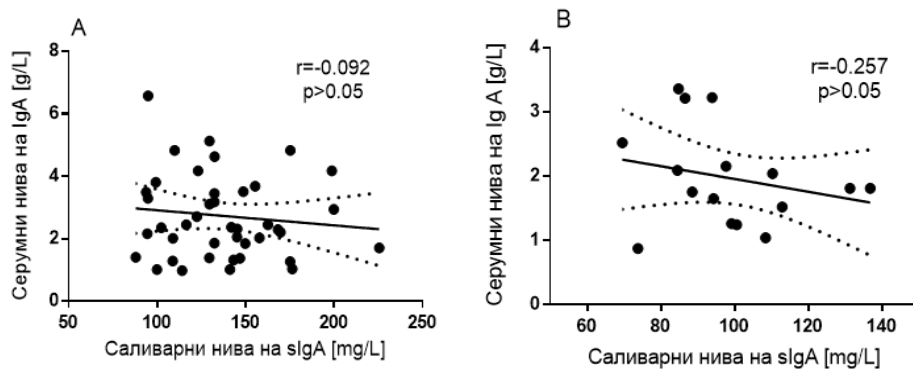 A
r=-0.092
p>0.05
Серумни нива на IgA [g/L]
8
6
4
2
0
50
100
150
200
250
Саливарни нива на sIgA [mg/L]
B
r=-0.257
p>0.05
Серумни нива на Ig A [g/L]
4
3
2
1
0
60
80
100
120
140
Саливарни нива на sIgA [mg/L]